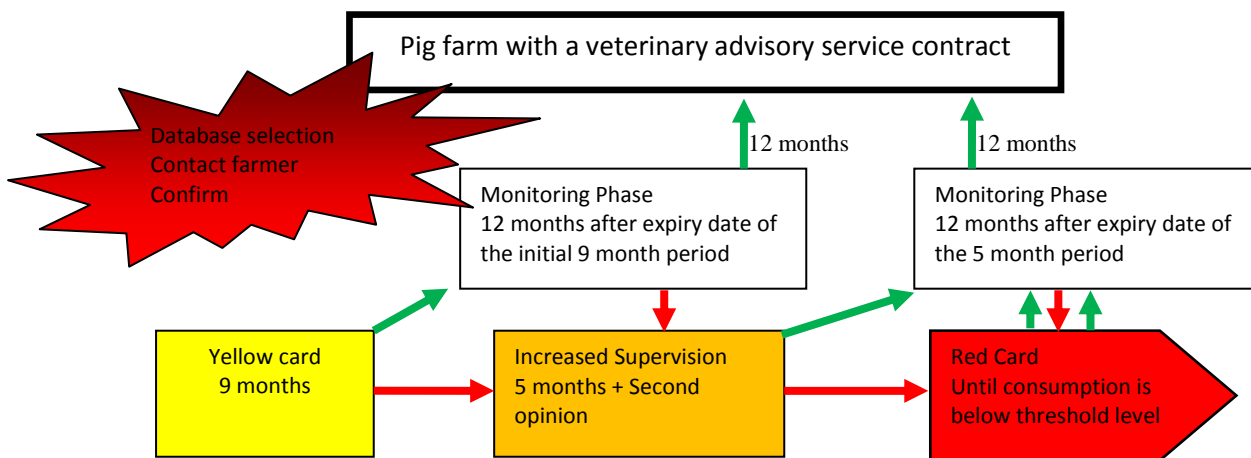 Pig farm with a veterinary advisory service contract
Database selection
Contact farmer
Confirm
12 months
12 months
Monitoring Phase
12 months after expiry date of
the initial 9 month period
Monitoring Phase
12 months after expiry date of
the 5 month period
Yellow card
9 months
Increased Supervision
5 months + Second
opinion
Red Card
Until consumption is
below threshold level